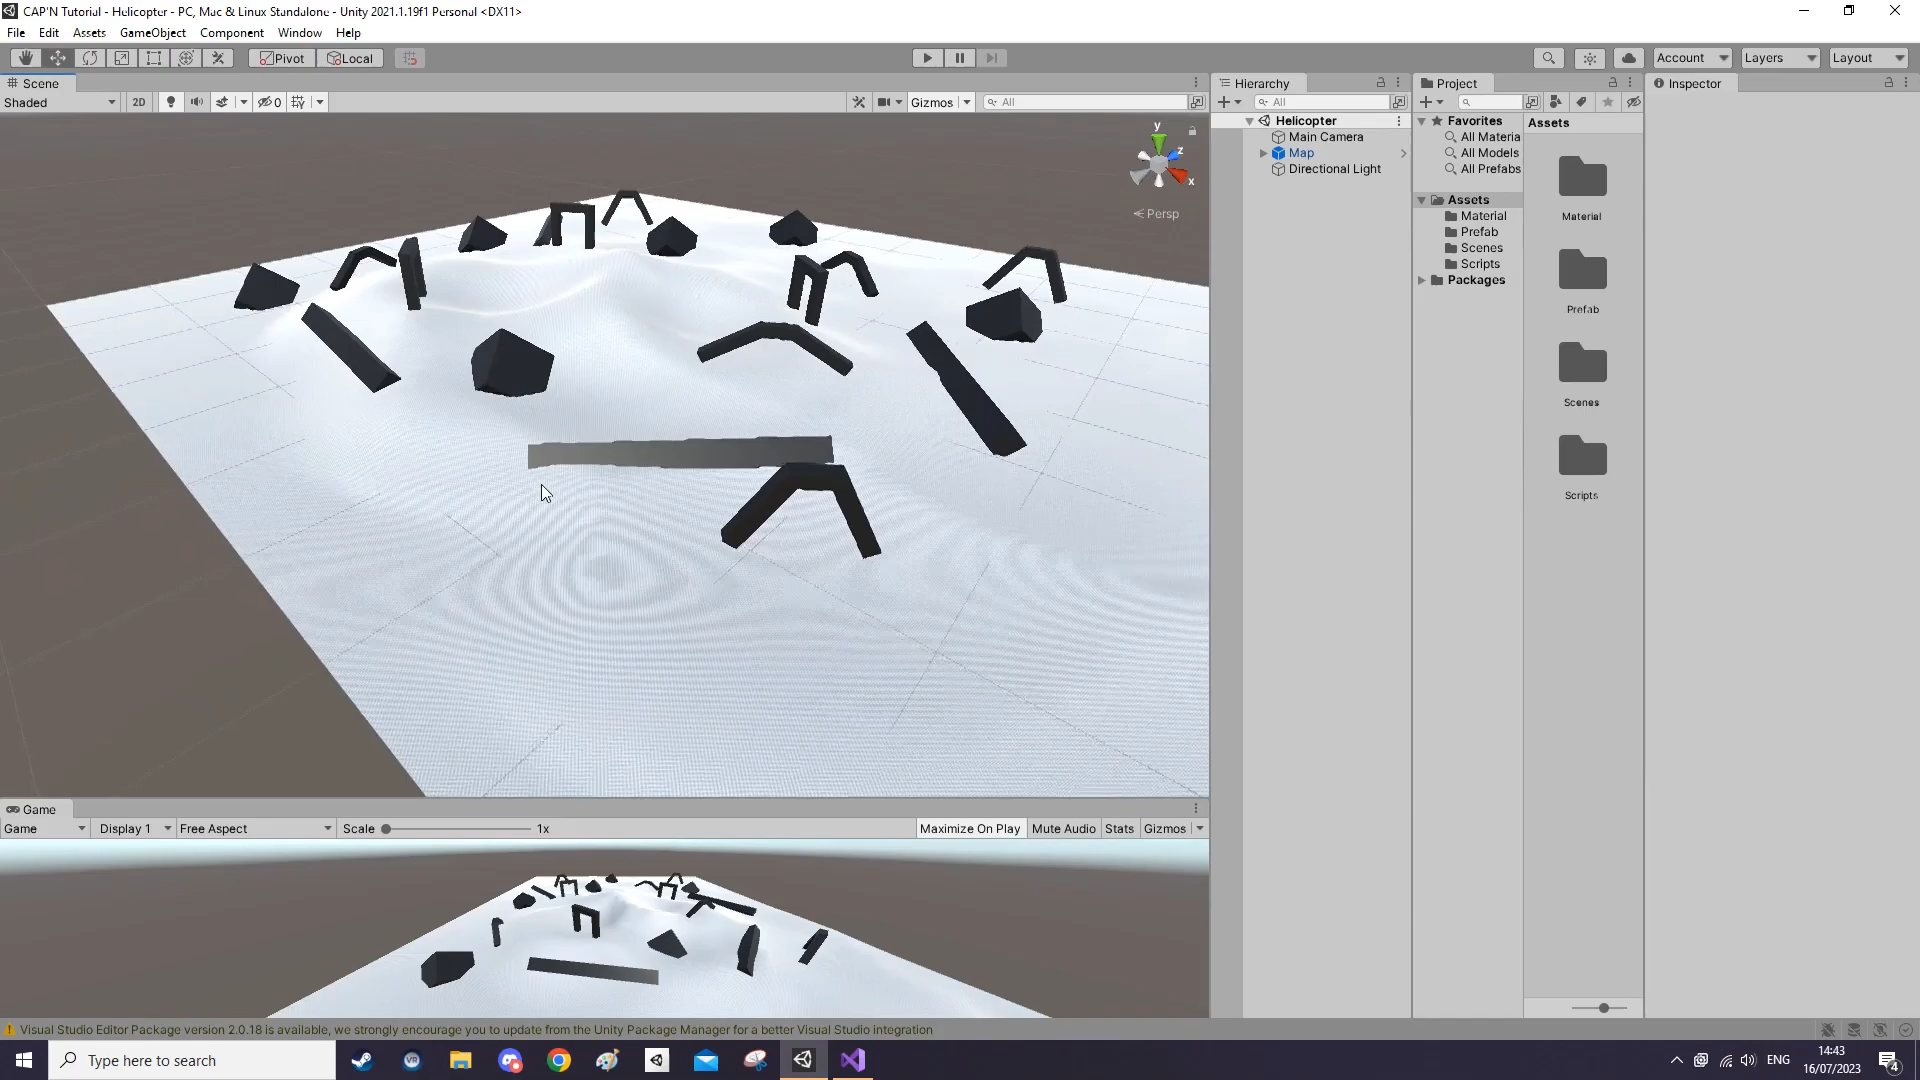 CAP'N Tutorial - Helicopter - PC, Mac & Linux Standalone - Unity 2021.1.19f1 Personal <DX11>
File Edit Assets GameObject Component Window Help
Pivot Local Account Layers Layout
Scene
Shaded 2D 0 Gizmos All
y
z
x
Persp
Hierarchy
All
Helicopter
Main Camera
Map
Directional Light
Project
Favorites
All Materia
All Models
All Prefabs
Assets
Material
Prefab
Scenes
Scripts
Packages
Assets
Material
Prefab
Scenes
Scripts
Inspector
Game
Game Display 1 Free Aspect Scale 1x Maximize On Play Mute Audio Stats Gizmos
Visual Studio Editor Package version 2.0.18 is available, we strongly encourage you to update from the Unity Package Manager for a better Visual Studio integration
Type here to search
VR
ENG
14:43
16/07/2023
4